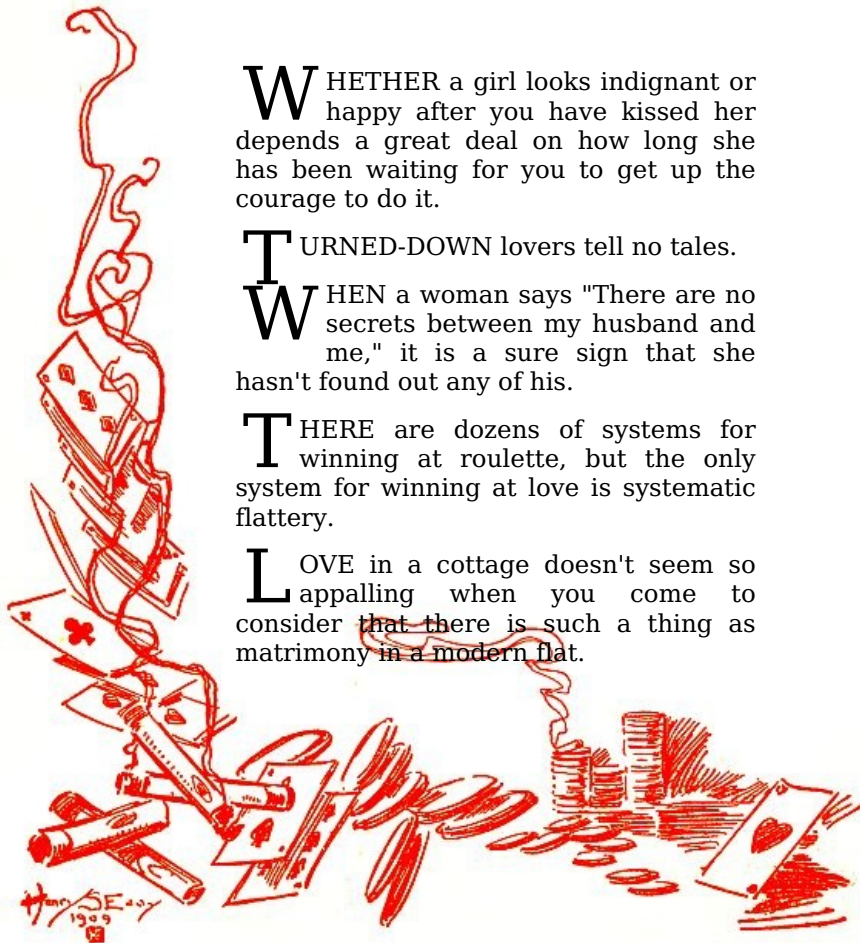 WHETHER a girl looks indignant or
happy after you have kissed her
depends a great deal on how long she
has been waiting for you to get up the
courage to do it.
TURNED-DOWN lovers tell no tales.
WHEN a woman says "There are no
secrets between my husband and
me," it is a sure sign that she
hasn't found out any of his.
THERE are dozens of systems for
winning at roulette, but the only
system for winning at love is systematic
flattery.
LOVE in a cottage doesn't seem so
appalling when you come to
consider that there is such a thing as
matrimony in a modern flat.
Henry S Eddy
1909